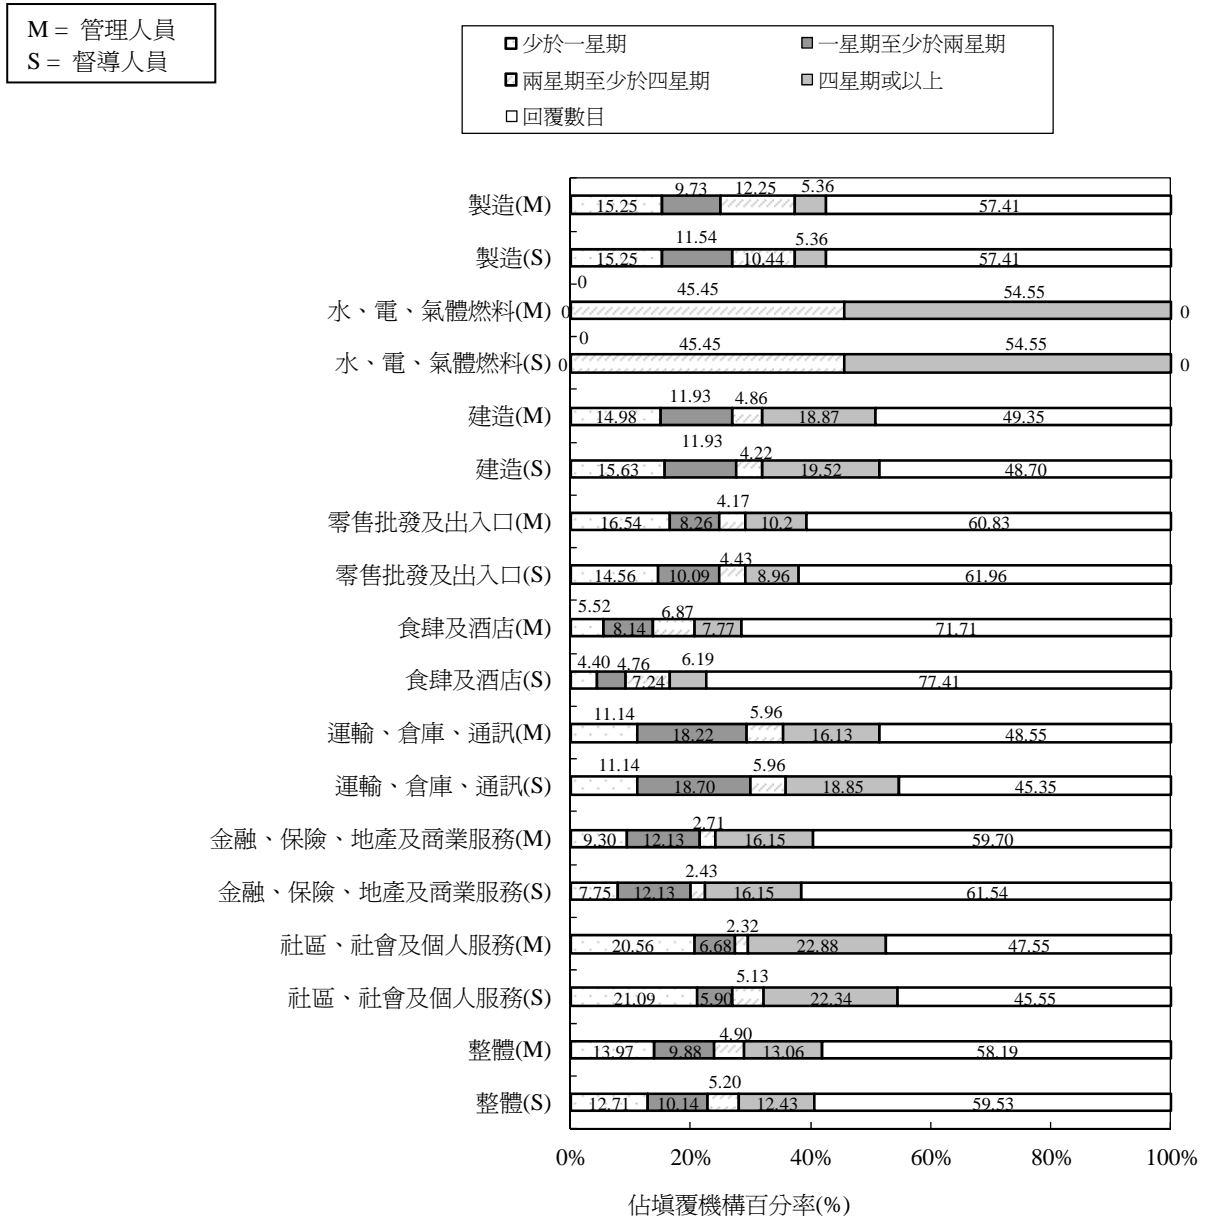 M = 管理人員
S = 督導人員
少於一星期
一星期至少於兩星期
兩星期至少於四星期
四星期或以上
回覆數目
製造(M)
15.25 9.73 12.25 5.36 57.41
製造(S)
15.25 11.54 10.44 5.36 57.41
水、電、氣體燃料(M)
0 0 45.45 54.55 0
水、電、氣體燃料(S)
0 0 45.45 54.55 0
建造(M)
14.98 11.93 4.86 18.87 49.35
建造(S)
15.63 11.93 4.22 19.52 48.70
零售批發及出入口(M)
16.54 8.26 4.17 10.2 60.83
零售批發及出入口(S)
14.56 10.09 4.43 8.96 61.96
食肆及酒店(M)
5.52 8.14 6.87 7.77 71.71
食肆及酒店(S)
4.40 4.76 7.24 6.19 77.41
運輸、倉庫、通訊(M)
11.14 18.22 5.96 16.13 48.55
運輸、倉庫、通訊(S)
11.14 18.70 5.96 18.85 45.35
金融、保險、地產及商業服務(M)
9.30 12.13 2.71 16.15 59.70
金融、保險、地產及商業服務(S)
7.75 12.13 2.43 16.15 61.54
社區、社會及個人服務(M)
20.56 6.68 2.32 22.88 47.55
社區、社會及個人服務(S)
21.09 5.90 5.13 22.34 45.55
整體(M)
13.97 9.88 4.90 13.06 58.19
整體(S)
12.71 10.14 5.20 12.43 59.53
0% 20% 40% 60% 80% 100%
佔填覆機構百分率(%)